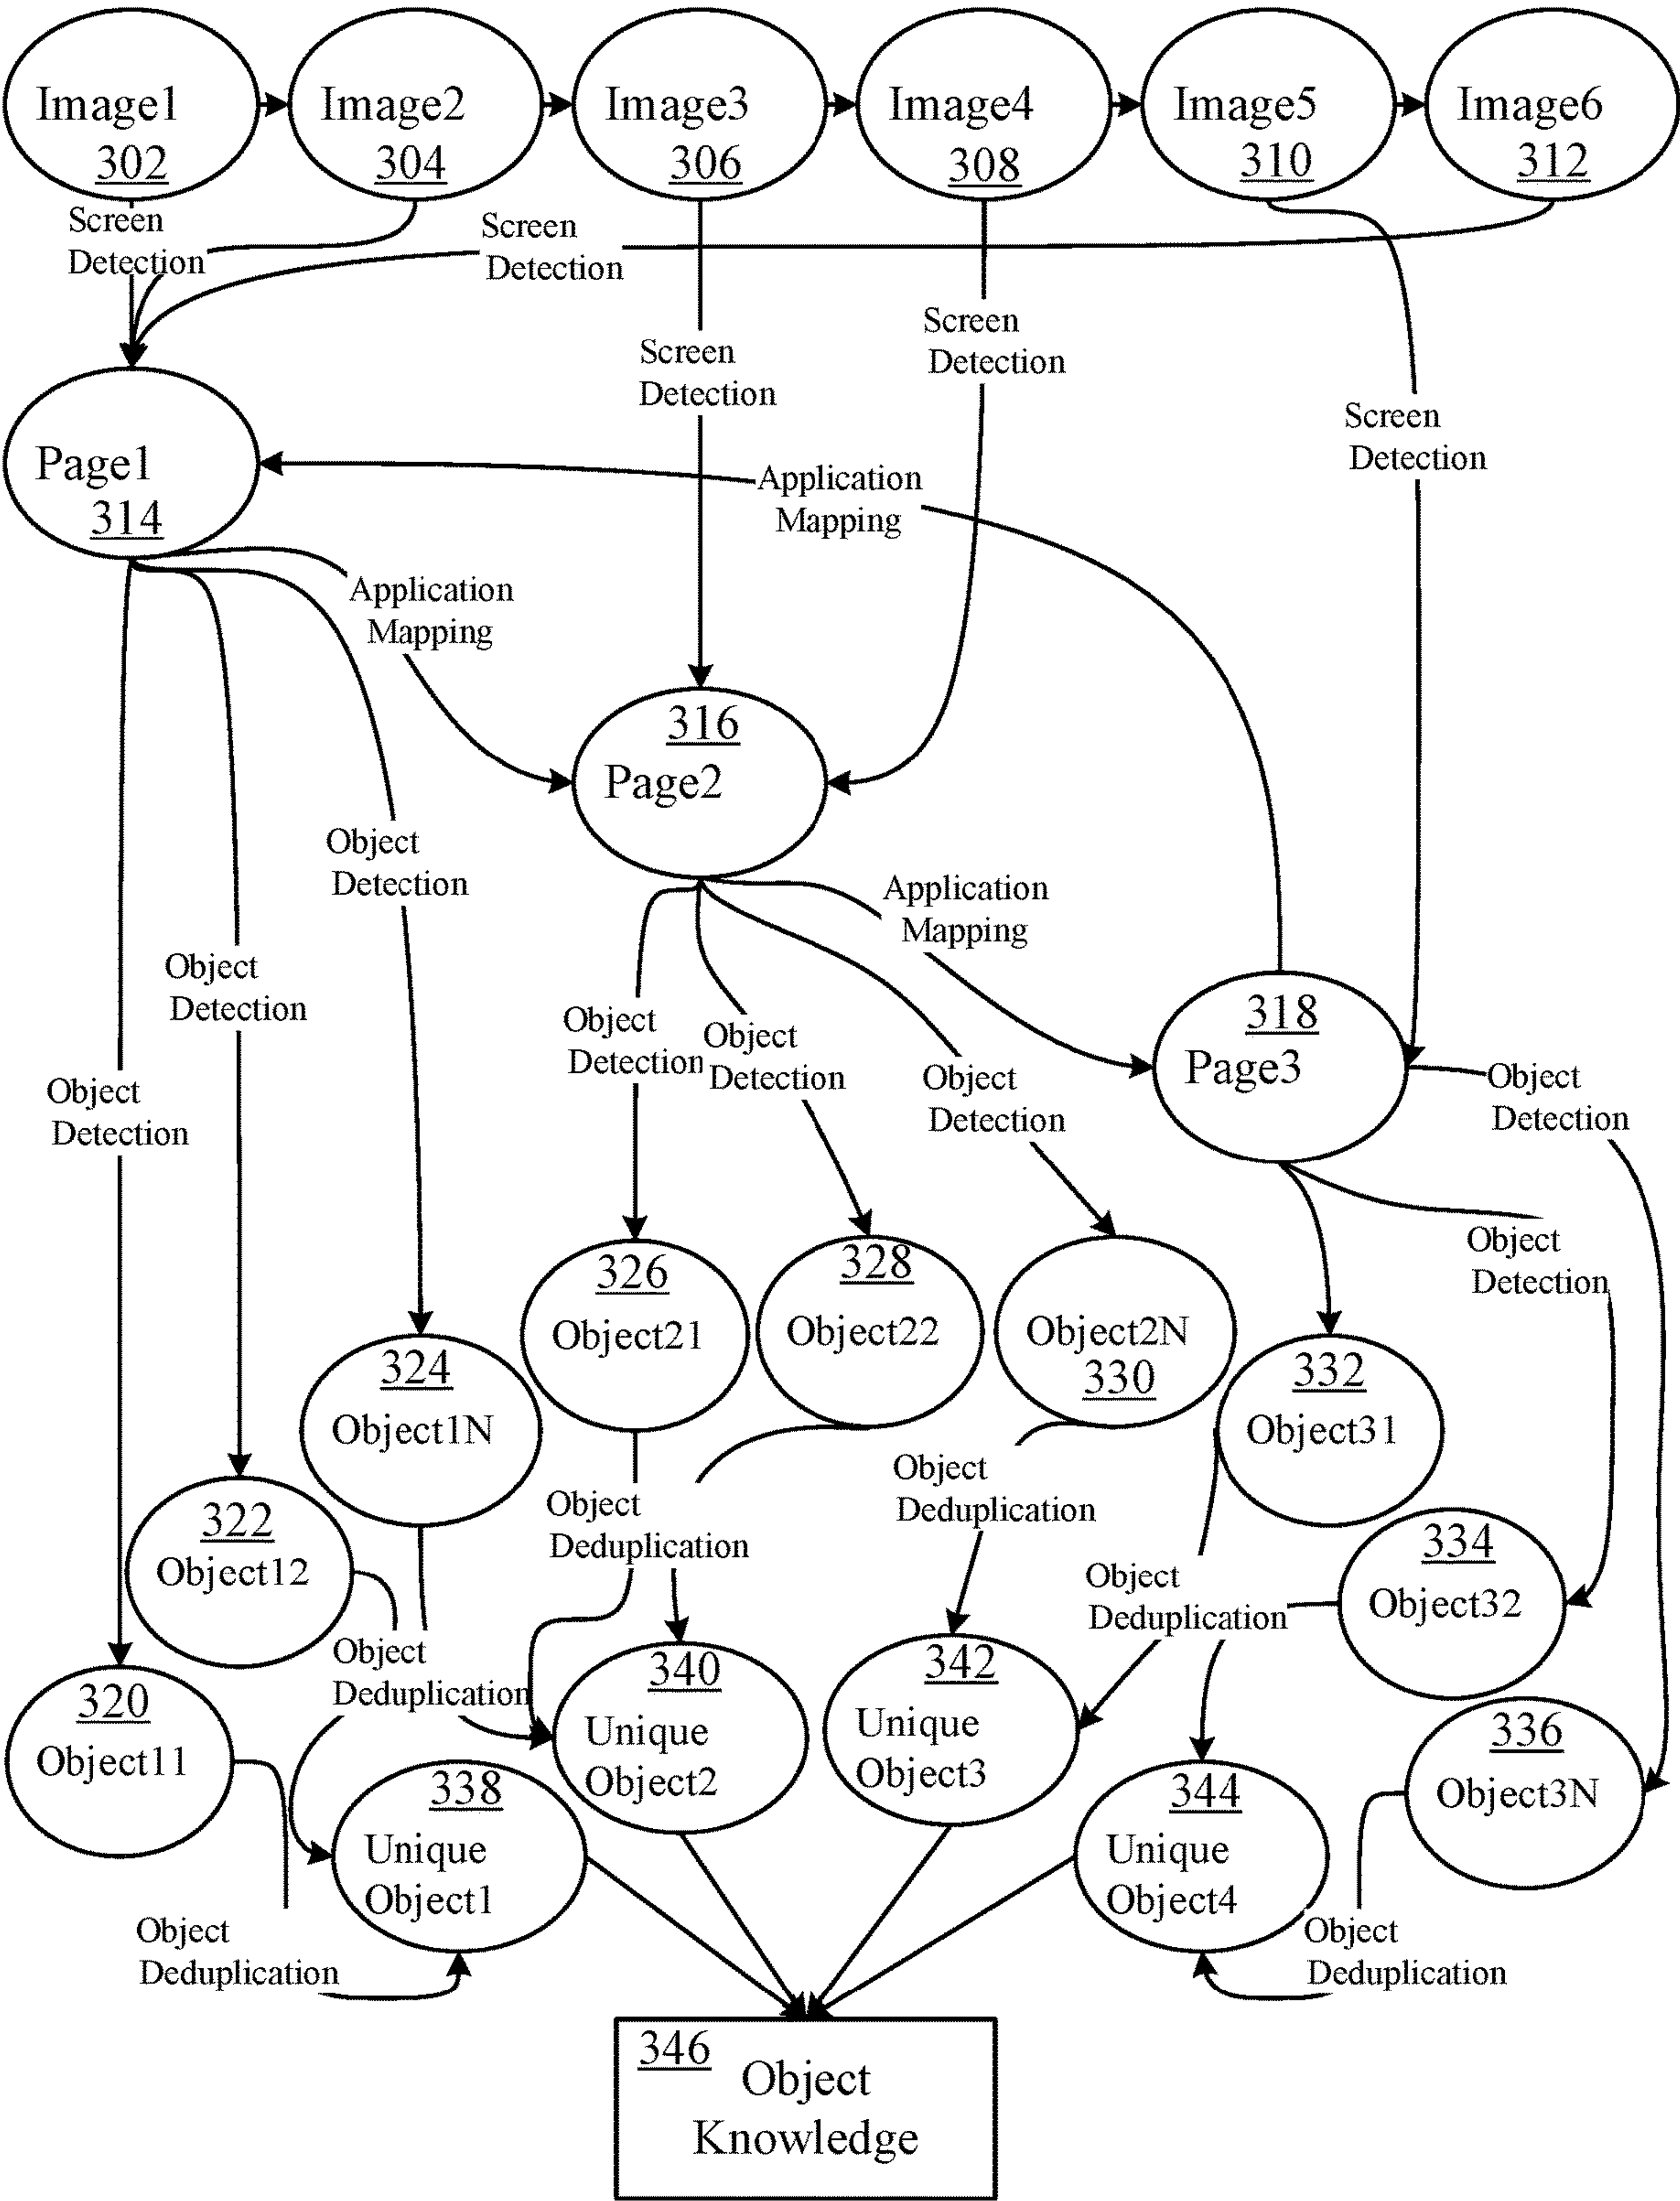 Image1
302
Image2
304
Image3
306
Image4
308
Image5
310
Image6
312
Screen
Detection
Screen
Detection
Screen
Detection
Screen
Detection
Screen
Detection
Page1
314
Application
Mapping
Application
Mapping
316
Page2
Object
Detection
Application
Mapping
Object
Detection
318
Page3
Object
Detection
Object
Detection
Object
Detection
Object
Detection
Object
Detection
Object
Detection
326
Object21
328
Object22
Object2N
330
332
Object31
324
Object1N
322
Object12
Object
Deduplication
Object
Deduplication
334
Object32
Object
Deduplication
Object
Deduplication
320
Object11
340
Unique
Object2
342
Unique
Object3
336
Object3N
338
Unique
Object1
344
Unique
Object4
Object
Deduplication
Object
Deduplication
346
Object
Knowledge